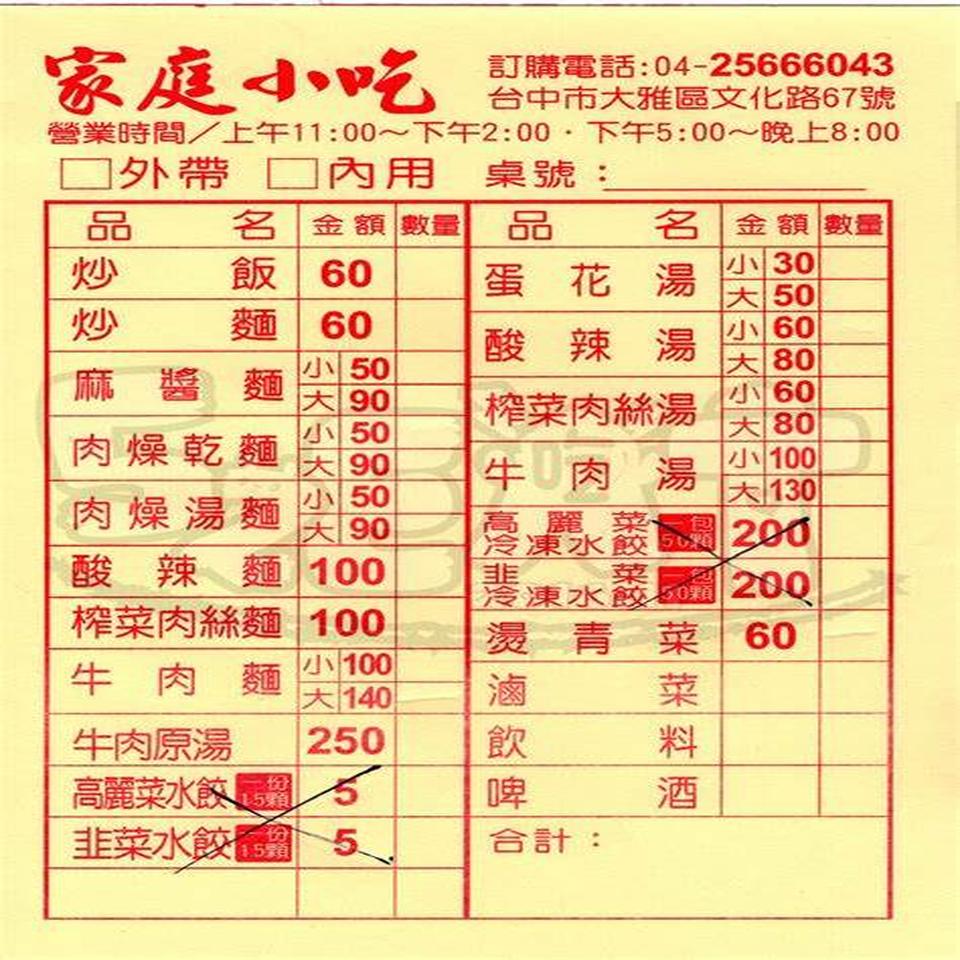 家庭小吃
訂購電話:04-25666043
台中市大雅區文化路67號
營業時間／上午11:00～下午2:00．下午5:00～晚上8:00
□外帶 □內用 桌號：
品名 金額 數量
炒飯 60
炒麵 60
麻醬麵 小 50
大 90
肉燥乾麵 小 50
大 90
肉燥湯麵 小 50
大 90
酸辣麵 100
榨菜肉絲麵 100
牛肉麵 小 100
大 140
牛肉原湯 250
高麗菜水餃 一份15顆 5
韭菜水餃 一份15顆 5
品名 金額 數量
蛋花湯 小 30
大 50
酸辣湯 小 60
大 80
榨菜肉絲湯 小 60
大 80
牛肉湯 小 100
大 130
高麗菜冷凍水餃 一包50顆 200
韭菜冷凍水餃 一包50顆 200
燙青菜 60
滷菜
飲料
啤酒
合計：